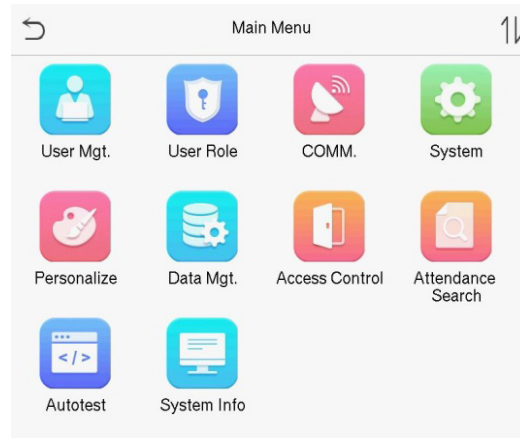 Main Menu
User Mgt.
User Role
COMM.
System
Personalize
Data Mgt.
Access Control
Attendance
Search
</>
Autotest
System Info